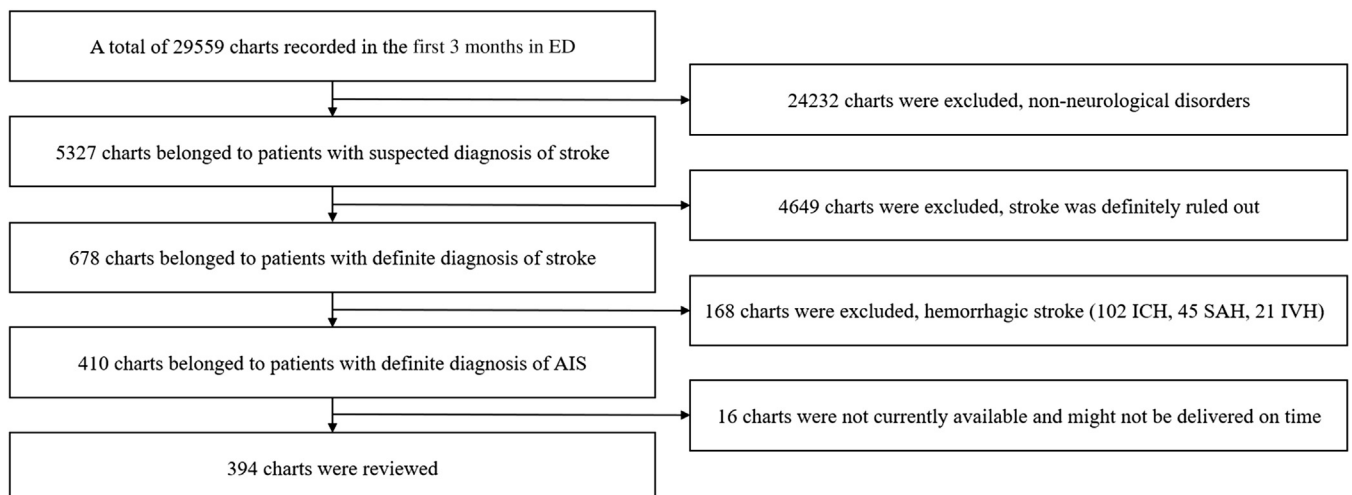 A total of 29559 charts recorded in the first 3 months in ED
24232 charts were excluded, non-neurological disorders
5327 charts belonged to patients with suspected diagnosis of stroke
4649 charts were excluded, stroke was definitely ruled out
678 charts belonged to patients with definite diagnosis of stroke
168 charts were excluded, hemorrhagic stroke (102 ICH, 45 SAH, 21 IVH)
410 charts belonged to patients with definite diagnosis of AIS
16 charts were not currently available and might not be delivered on time
394 charts were reviewed